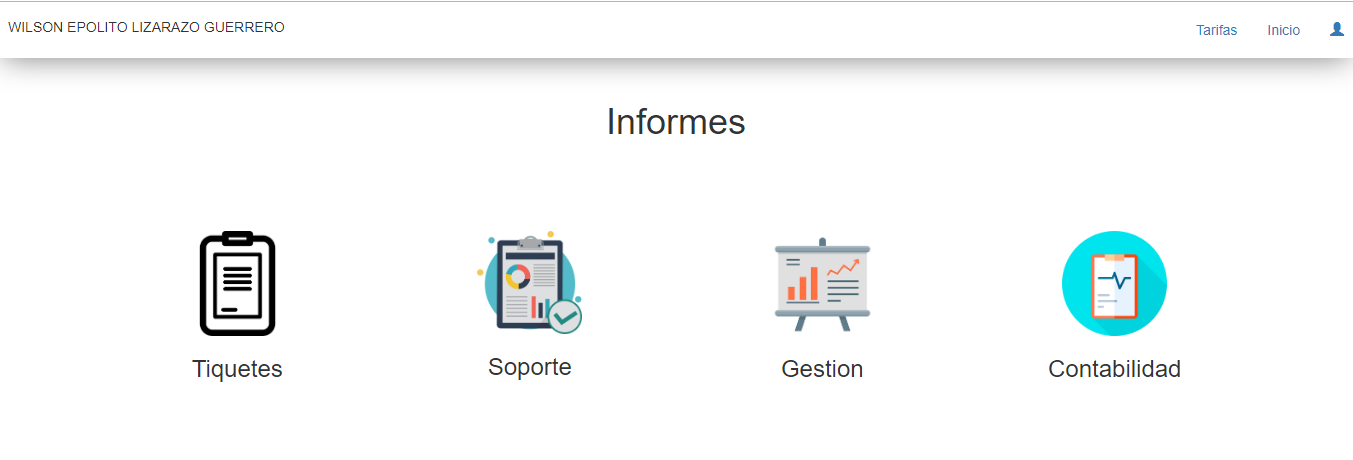 WILSON EPOLITO LIZARAZO GUERRERO
Tarifas Inicio
Informes
Tiquetes Soporte Gestion Contabilidad